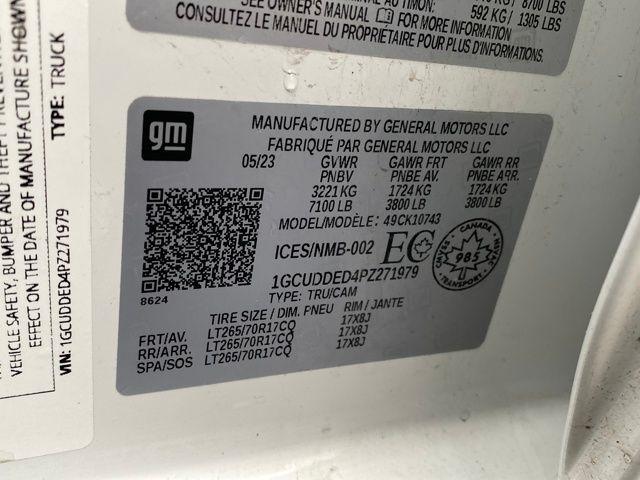 8700 LBS
592 KG / 1305 LBS
SEE OWNER'S MANUAL FOR MORE INFORMATION
CONSULTEZ LE MANUEL DU PROPRIÉTAIRE POUR PLUS D'INFORMATION
VEHICLE SAFETY, BUMPER AND THEFT
EFFECT ON THE DATE OF MANUFACTURE SHOWN
VIN: 1GCUDDED4PZ271979
TYPE: TRUCK
gm
MANUFACTURED BY GENERAL MOTORS LLC
FABRIQUÉ PAR GENERAL MOTORS LLC
05/23 GVWR GAWR FRT GAWR RR
PNBV PNBE AV. PNBE ARR.
3221 KG 1724 KG 1724 KG
7100 LB 3800 LB 3800 LB
MODEL/MODÈLE: 49CK10743
ICES/NMB-002 EC
CANADA
985
TRANSPORT
1GCUDDED4PZ271979
TYPE: TRU/CAM
8624
TIRE SIZE / DIM. PNEU RIM / JANTE
FRT/AV. LT265/70R17CQ 17X8J
RR/ARR. LT265/70R17CQ 17X8J
SPA/SOS LT265/70R17CQ 17X8J